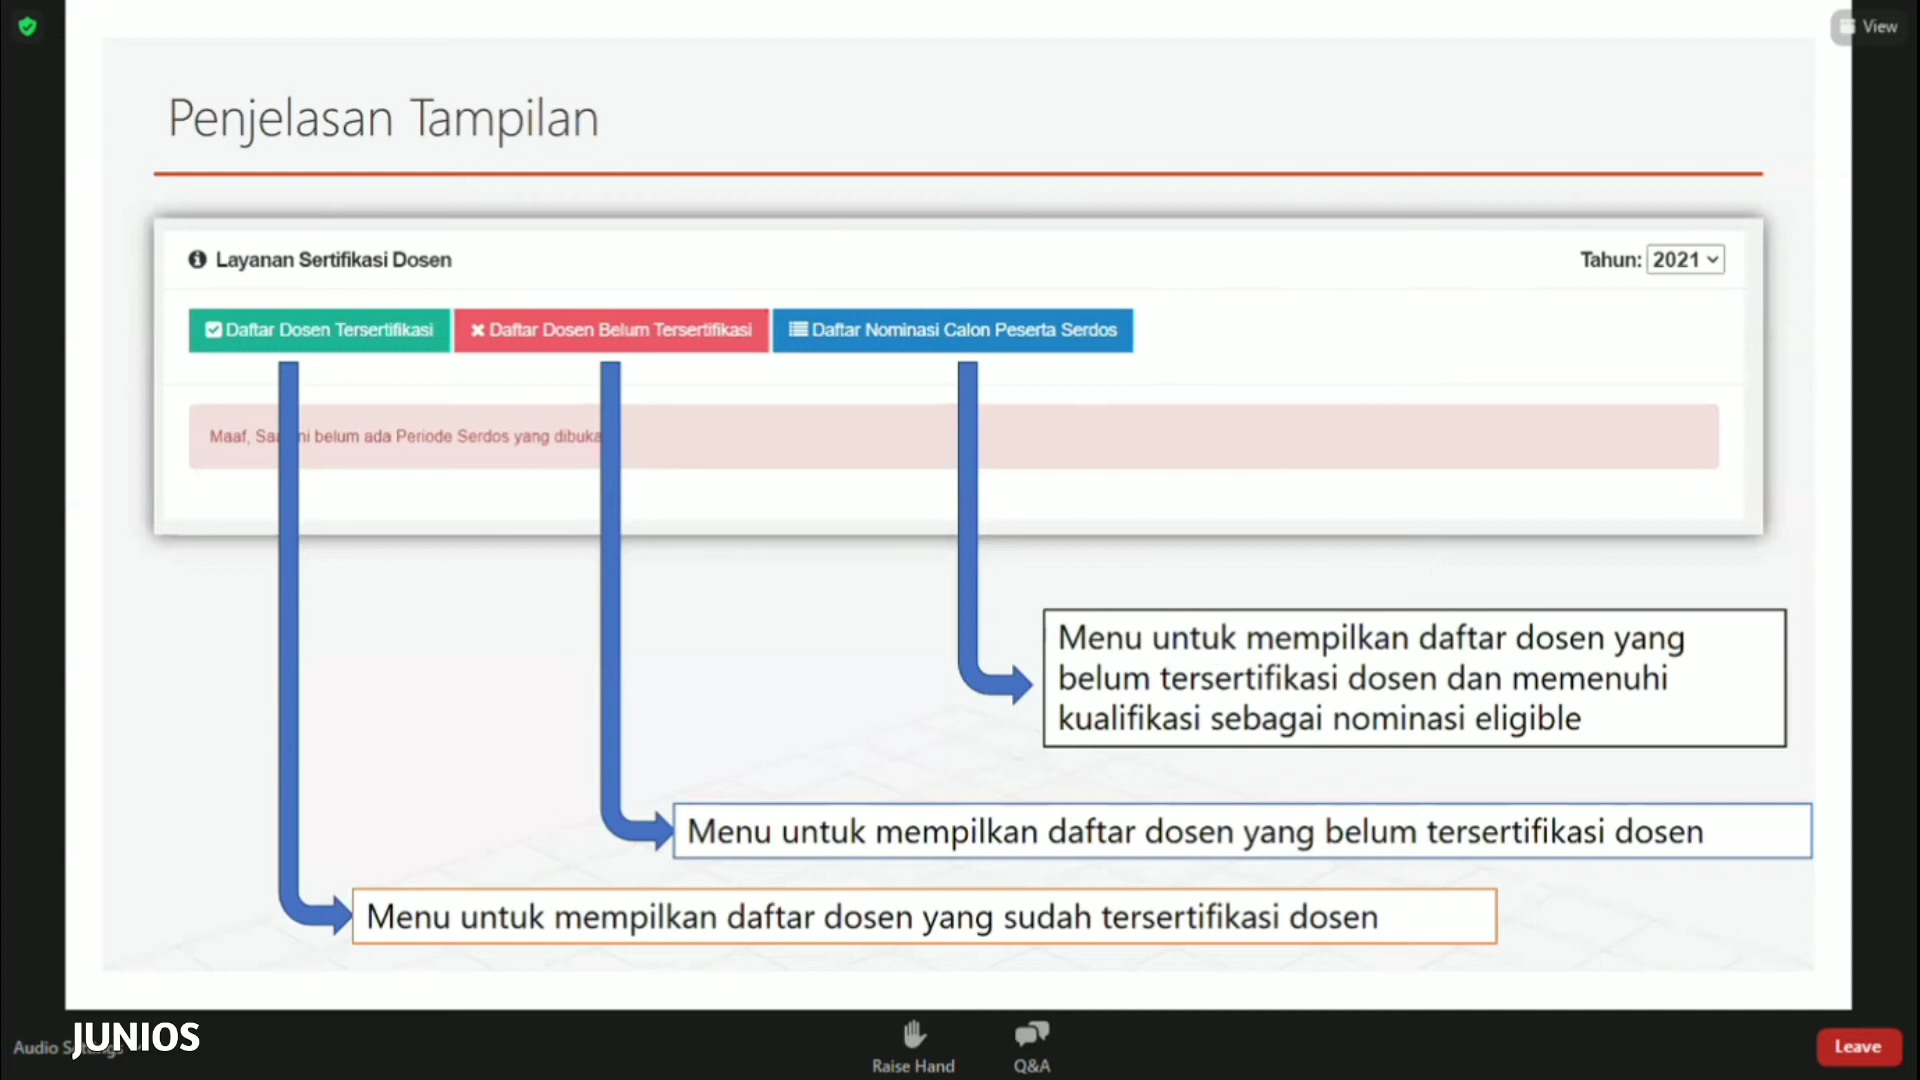 View
Penjelasan Tampilan
Layanan Sertifikasi Dosen
Tahun: 2021
Daftar Dosen Tersertifikasi
Daftar Dosen Belum Tersertifikasi
Daftar Nominasi Calon Peserta Serdos
Maaf, ini belum ada Periode Serdos yang dibuka
Menu untuk mempilkan daftar dosen yang
belum tersertifikasi dosen dan memenuhi
kualifikasi sebagai nominasi eligible
Menu untuk mempilkan daftar dosen yang belum tersertifikasi dosen
Menu untuk mempilkan daftar dosen yang sudah tersertifikasi dosen
Audio
JUNIOS
Raise Hand
Q&A
Leave